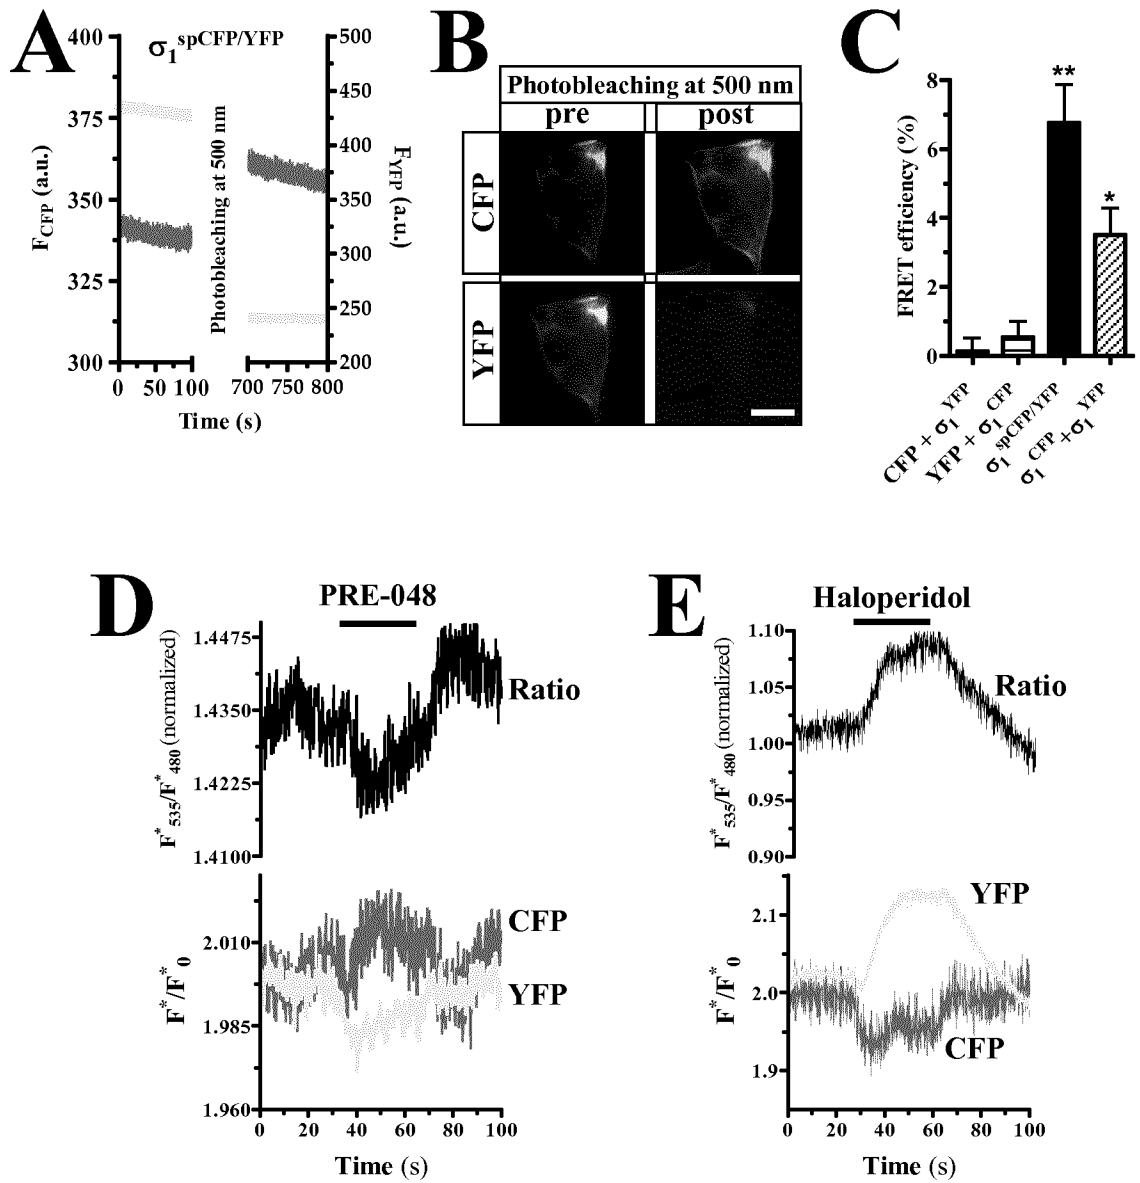 A
σ1spCFP/YFP
400
375
350
325
300
FCFP (a.u.)
Photobleaching at 500 nm
500
450
400
350
300
250
200
FYFP (a.u.)
0 50 100 700 750 800
Time (s)
B
Photobleaching at 500 nm
pre post
CFP
YFP
C
8
6
4
2
0
FRET efficiency (%)
**
*
CFP + σ1YFP
YFP + σ1CFP
σ1spCFP/YFP
σ1CFP+σ1YFP
D
PRE-048
1.4475
1.4350
1.4225
1.4100
F*535/F*480 (normalized)
Ratio
2.010
1.985
1.960
F*/F*0
CFP
YFP
0 20 40 60 80 100
Time (s)
E
Haloperidol
1.10
1.05
1.00
0.95
0.90
F*535/F*480 (normalized)
Ratio
2.1
2.0
1.9
F*/F*0
YFP
CFP
0 20 40 60 80 100
Time (s)